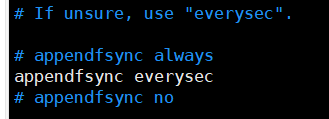 # If unsure, use "everysec".
# appendfsync always
appendfsync everysec
# appendfsync no